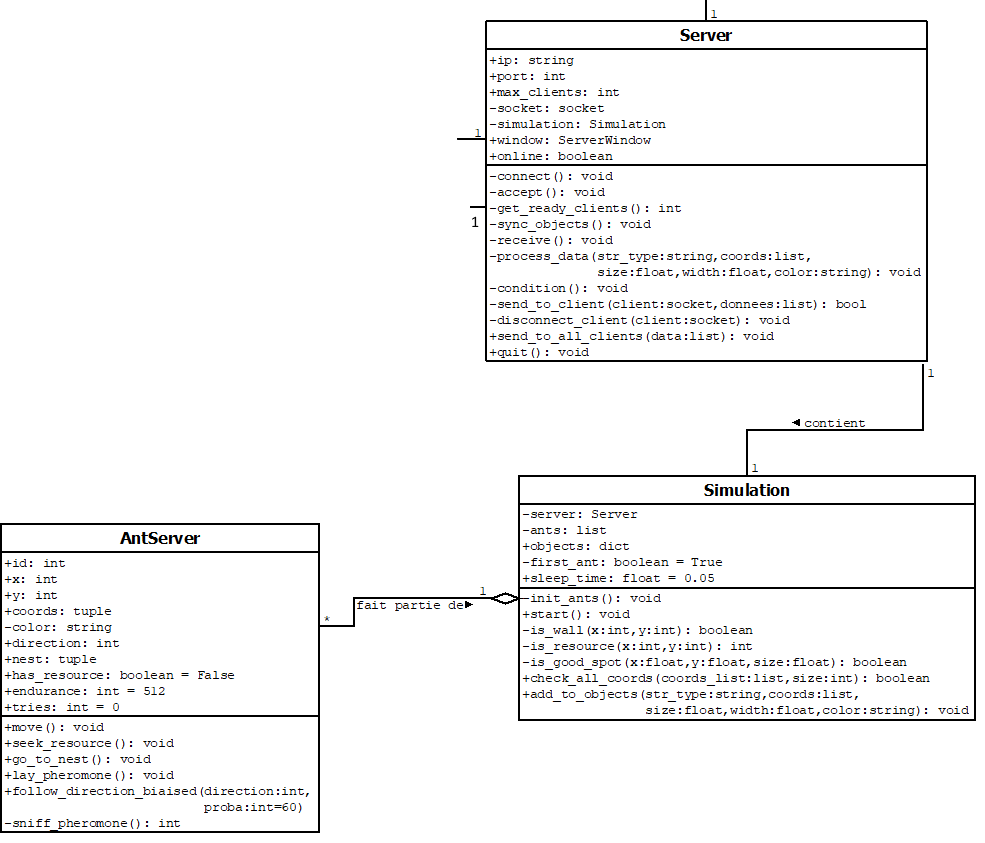 1
Server
+ip: string
+port: int
+max_clients: int
-socket: socket
-simulation: Simulation
1
+window: ServerWindow
+online: boolean
-connect(): void
-accept(): void
-get_ready_clients(): int
1
-sync_objects(): void
-receive(): void
-process_data(str_type:string,coords:list,
size:float,width:float,color:string): void
-condition(): void
-send_to_client(client:socket,donnees:list): bool
-disconnect_client(client:socket): void
+send_to_all_clients(data:list): void
+quit(): void
1
◄ contient
1
Simulation
-server: Server
-ants: list
+objects: dict
-first_ant: boolean = True
+sleep_time: float = 0.05
-init_ants(): void
+start(): void
-is_wall(x:int,y:int): boolean
-is_resource(x:int,y:int): int
-is_good_spot(x:float,y:float,size:float): boolean
+check_all_coords(coords_list:list,size:int): boolean
+add_to_objects(str_type:string,coords:list,
size:float,width:float,color:string): void
1
fait partie de►
*
AntServer
+id: int
+x: int
+y: int
+coords: tuple
-color: string
+direction: int
+nest: tuple
+has_resource: boolean = False
+endurance: int = 512
+tries: int = 0
+move(): void
+seek_resource(): void
+go_to_nest(): void
+lay_pheromone(): void
+follow_direction_biaised(direction:int,
proba:int=60)
-sniff_pheromone(): int